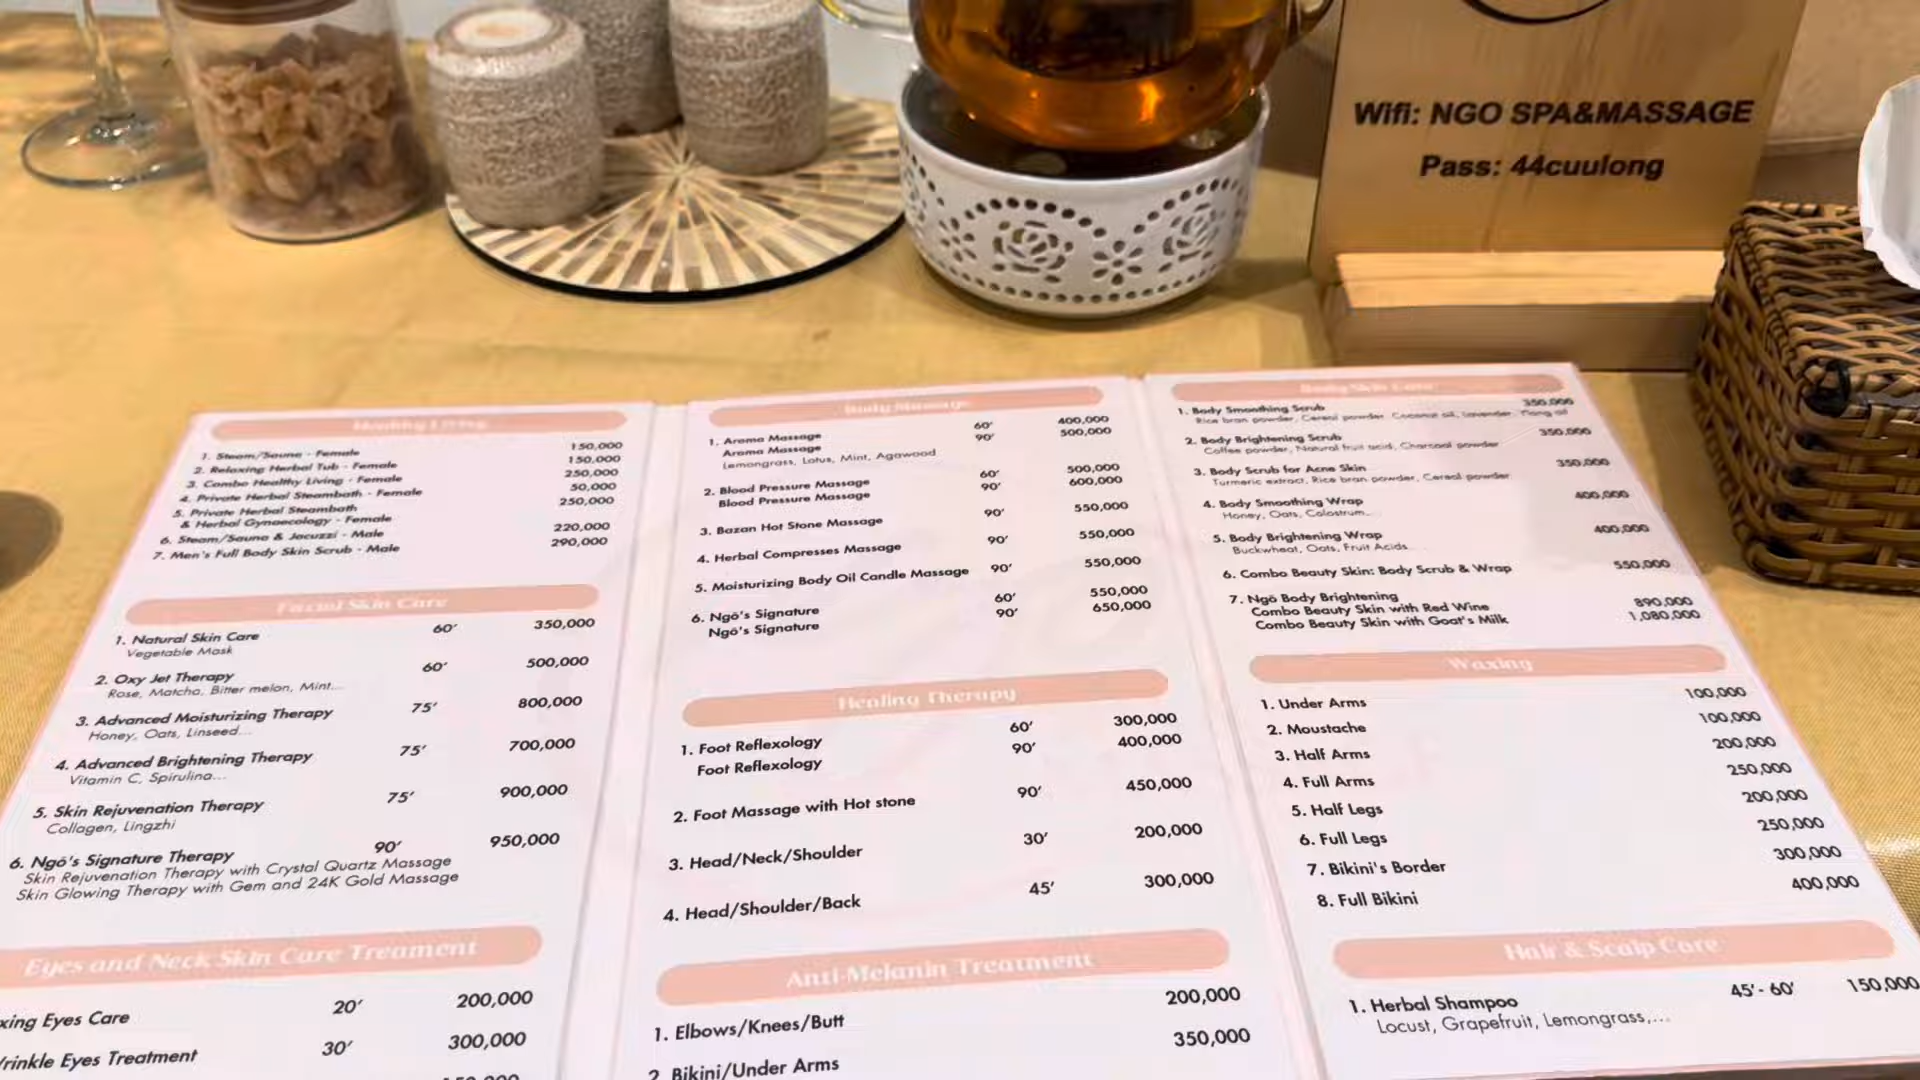 Wifi: NGO SPA&MASSAGE
Pass: 44cuulong
Healthy Living
1. Steam/Sauna - Female 150,000
2. Relaxing Herbal Tub - Female 150,000
3. Combo Healthy Living - Female 250,000
4. Private Herbal Steambath - Female 50,000
5. Private Herbal Steambath 250,000
& Herbal Gynaecology - Female
6. Steam/Sauna & Jacuzzi - Male 220,000
7. Men's Full Body Skin Scrub - Male 290,000
Facial Skin Care
1. Natural Skin Care 60' 350,000
Vegetable Mask
2. Oxy Jet Therapy 60' 500,000
Rose, Matcha, Bitter melon, Mint...
3. Advanced Moisturizing Therapy 75' 800,000
Honey, Oats, Linseed...
4. Advanced Brightening Therapy 75' 700,000
Vitamin C, Spirulina...
5. Skin Rejuvenation Therapy 75' 900,000
Collagen, Lingzhi
6. Ngõ's Signature Therapy 90' 950,000
Skin Rejuvenation Therapy with Crystal Quartz Massage
Skin Glowing Therapy with Gem and 24K Gold Massage
Eyes and Neck Skin Care Treament
Eyes Care 20' 200,000
Eyes Treatment 30' 300,000
Body Massage
1. Aroma Massage 60' 400,000
Aroma Massage 90' 500,000
Lemongrass, Lotus, Mint, Agawood
2. Blood Pressure Massage 60' 500,000
Blood Pressure Massage 90' 600,000
3. Bazan Hot Stone Massage 90' 550,000
4. Herbal Compresses Massage 90' 550,000
5. Moisturizing Body Oil Candle Massage 90' 550,000
6. Ngõ's Signature 60' 550,000
Ngõ's Signature 90' 650,000
Healing Therapy
1. Foot Reflexology 60' 300,000
Foot Reflexology 90' 400,000
2. Foot Massage with Hot stone 90' 450,000
3. Head/Neck/Shoulder 30' 200,000
4. Head/Shoulder/Back 45' 300,000
Anti-Melanin Treatment
1. Elbows/Knees/Butt 200,000
2. Bikini/Under Arms 350,000
Body Skin Care
1. Body Smoothing Scrub 350,000
Rice bran powder, Cereal powder, Coconut oil, Lavender, Ylang oil
2. Body Brightening Scrub 350,000
Coffee powder, Natural fruit acid, Charcoal powder
3. Body Scrub for Acne Skin 350,000
Turmeric extract, Rice bran powder, Cereal powder
4. Body Smoothing Wrap 400,000
Honey, Oats, Colostrum...
5. Body Brightening Wrap 400,000
Buckwheat, Oats, Fruit Acids...
6. Combo Beauty Skin: Body Scrub & Wrap 550,000
7. Ngõ Body Brightening
Combo Beauty Skin with Red Wine 890,000
Combo Beauty Skin with Goat's Milk 1,080,000
Waxing
1. Under Arms 100,000
2. Moustache 100,000
3. Half Arms 200,000
4. Full Arms 250,000
5. Half Legs 200,000
6. Full Legs 250,000
7. Bikini's Border 300,000
8. Full Bikini 400,000
Hair & Scalp Care
1. Herbal Shampoo 45'- 60' 150,000
Locust, Grapefruit, Lemongrass,...